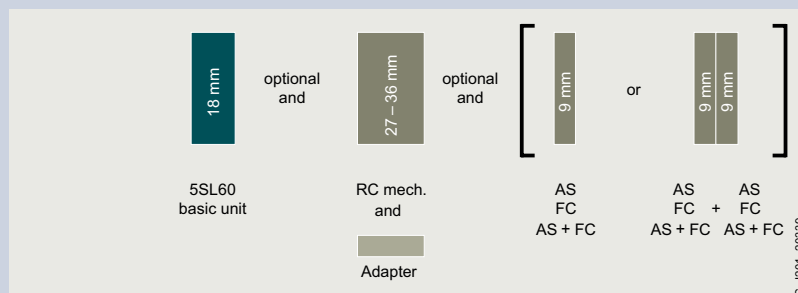 18 mm
optional
and
27 – 36 mm
optional
and
9 mm
or
9 mm
9 mm
5SL60
basic unit
RC mech.
and
Adapter
AS
FC
AS + FC
AS AS
FC + FC
AS + FC AS + FC